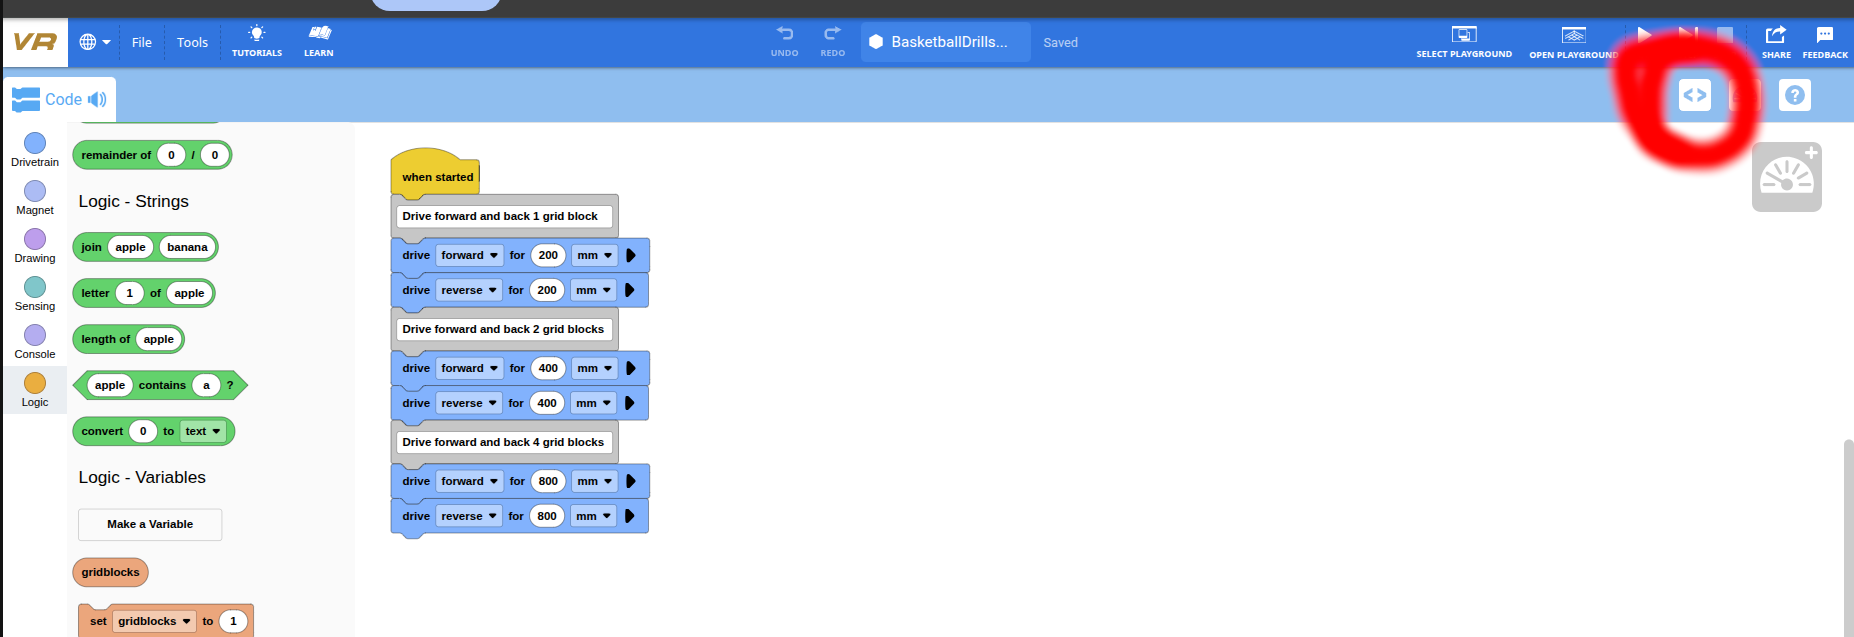 VR
File
Tools
TUTORIALS
LEARN
UNDO
REDO
BasketballDrills...
Saved
SELECT PLAYGROUND
OPEN PLAYGROUND
SHARE
FEEDBACK
Code
<>
?
Drivetrain
Magnet
Drawing
Sensing
Console
Logic
remainder of 0 / 0
Logic - Strings
join apple banana
letter 1 of apple
length of apple
apple contains a ?
convert 0 to text
Logic - Variables
Make a Variable
gridblocks
set gridblocks to 1
when started
Drive forward and back 1 grid block
drive forward for 200 mm
drive reverse for 200 mm
Drive forward and back 2 grid blocks
drive forward for 400 mm
drive reverse for 400 mm
Drive forward and back 4 grid blocks
drive forward for 800 mm
drive reverse for 800 mm